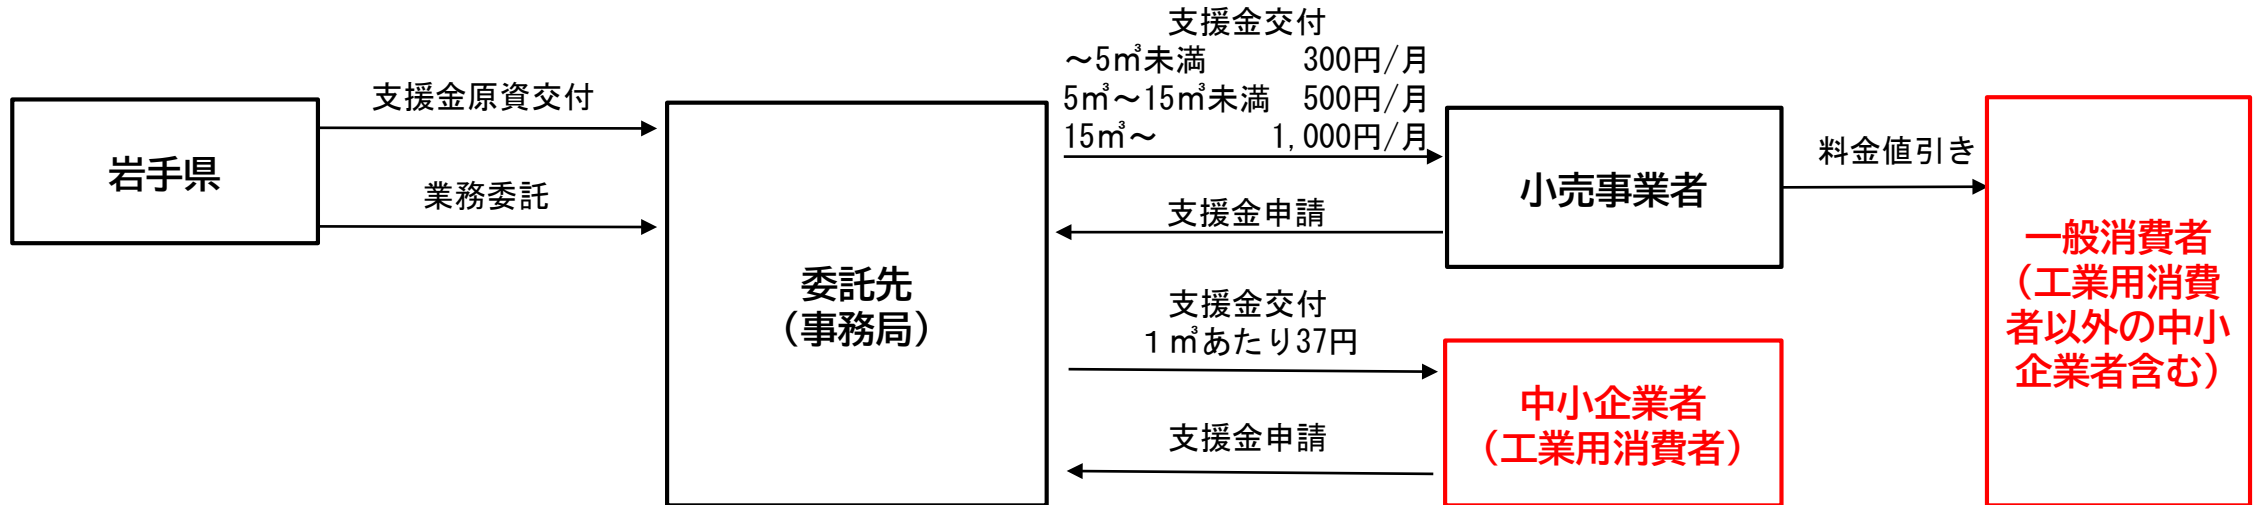 岩手県
支援金原資交付
業務委託
委託先
（事務局）
支援金交付
～5㎥未満　300円/月
5㎥～15㎥未満　500円/月
15㎥～　1,000円/月
支援金申請
支援金交付
１㎥あたり37円
支援金申請
小売事業者
中小企業者
（工業用消費者）
料金値引き
一般消費者
（工業用消費
者以外の中小
企業者含む）